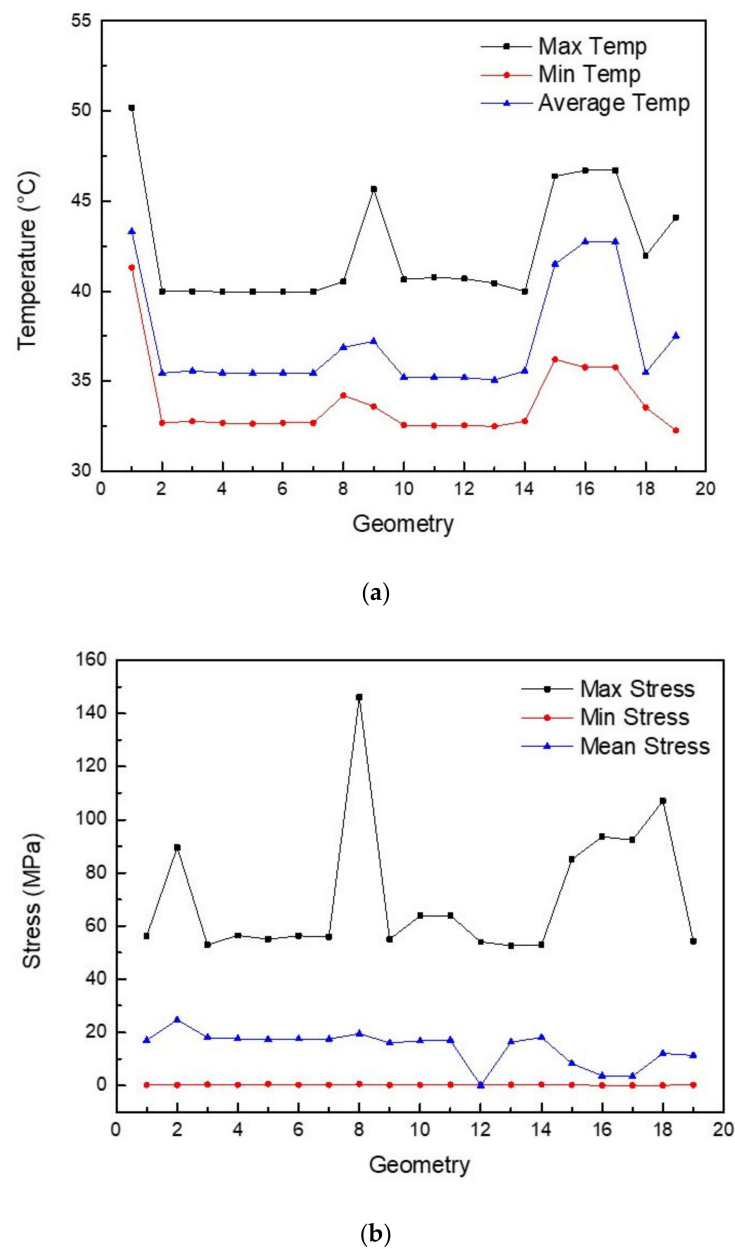 55
50
45
40
35
30
Temperature (°C)
Max Temp
Min Temp
Average Temp
0 2 4 6 8 10 12 14 16 18 20
Geometry
(a)
160
140
120
100
80
60
40
20
0
Stress (MPa)
Max Stress
Min Stress
Mean Stress
0 2 4 6 8 10 12 14 16 18 20
Geometry
(b)